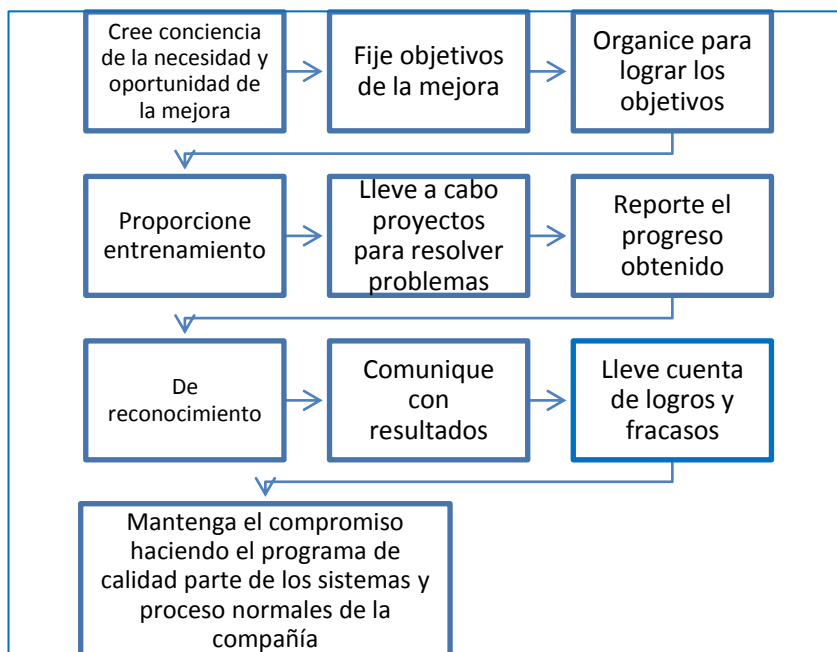 Cree conciencia
de la necesidad y
oportunidad de
la mejora
Fije objetivos
de la mejora
Organice para
lograr los
objetivos
Proporcione
entrenamiento
Lleve a cabo
proyectos
para resolver
problemas
Reporte el
progreso
obtenido
De
reconocimiento
Comunique
con
resultados
Lleve cuenta
de logros y
fracasos
Mantenga el compromiso
haciendo el programa de
calidad parte de los sistemas y
proceso normales de la
compañía